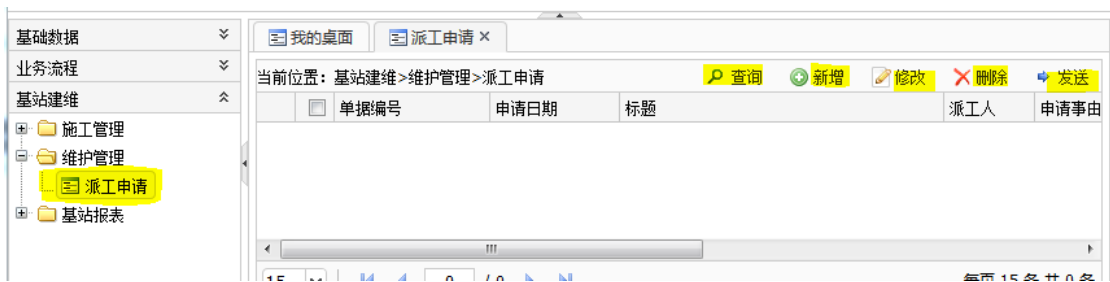 基础数据
业务流程
基站建维
施工管理
维护管理
派工申请
基站报表
我的桌面 派工申请 ×
当前位置：基站建维>维护管理>派工申请 查询 新增 修改 删除 发送
单据编号 申请日期 标题 派工人 申请事由
15 0 / 0 每页 15 条 共 0 条